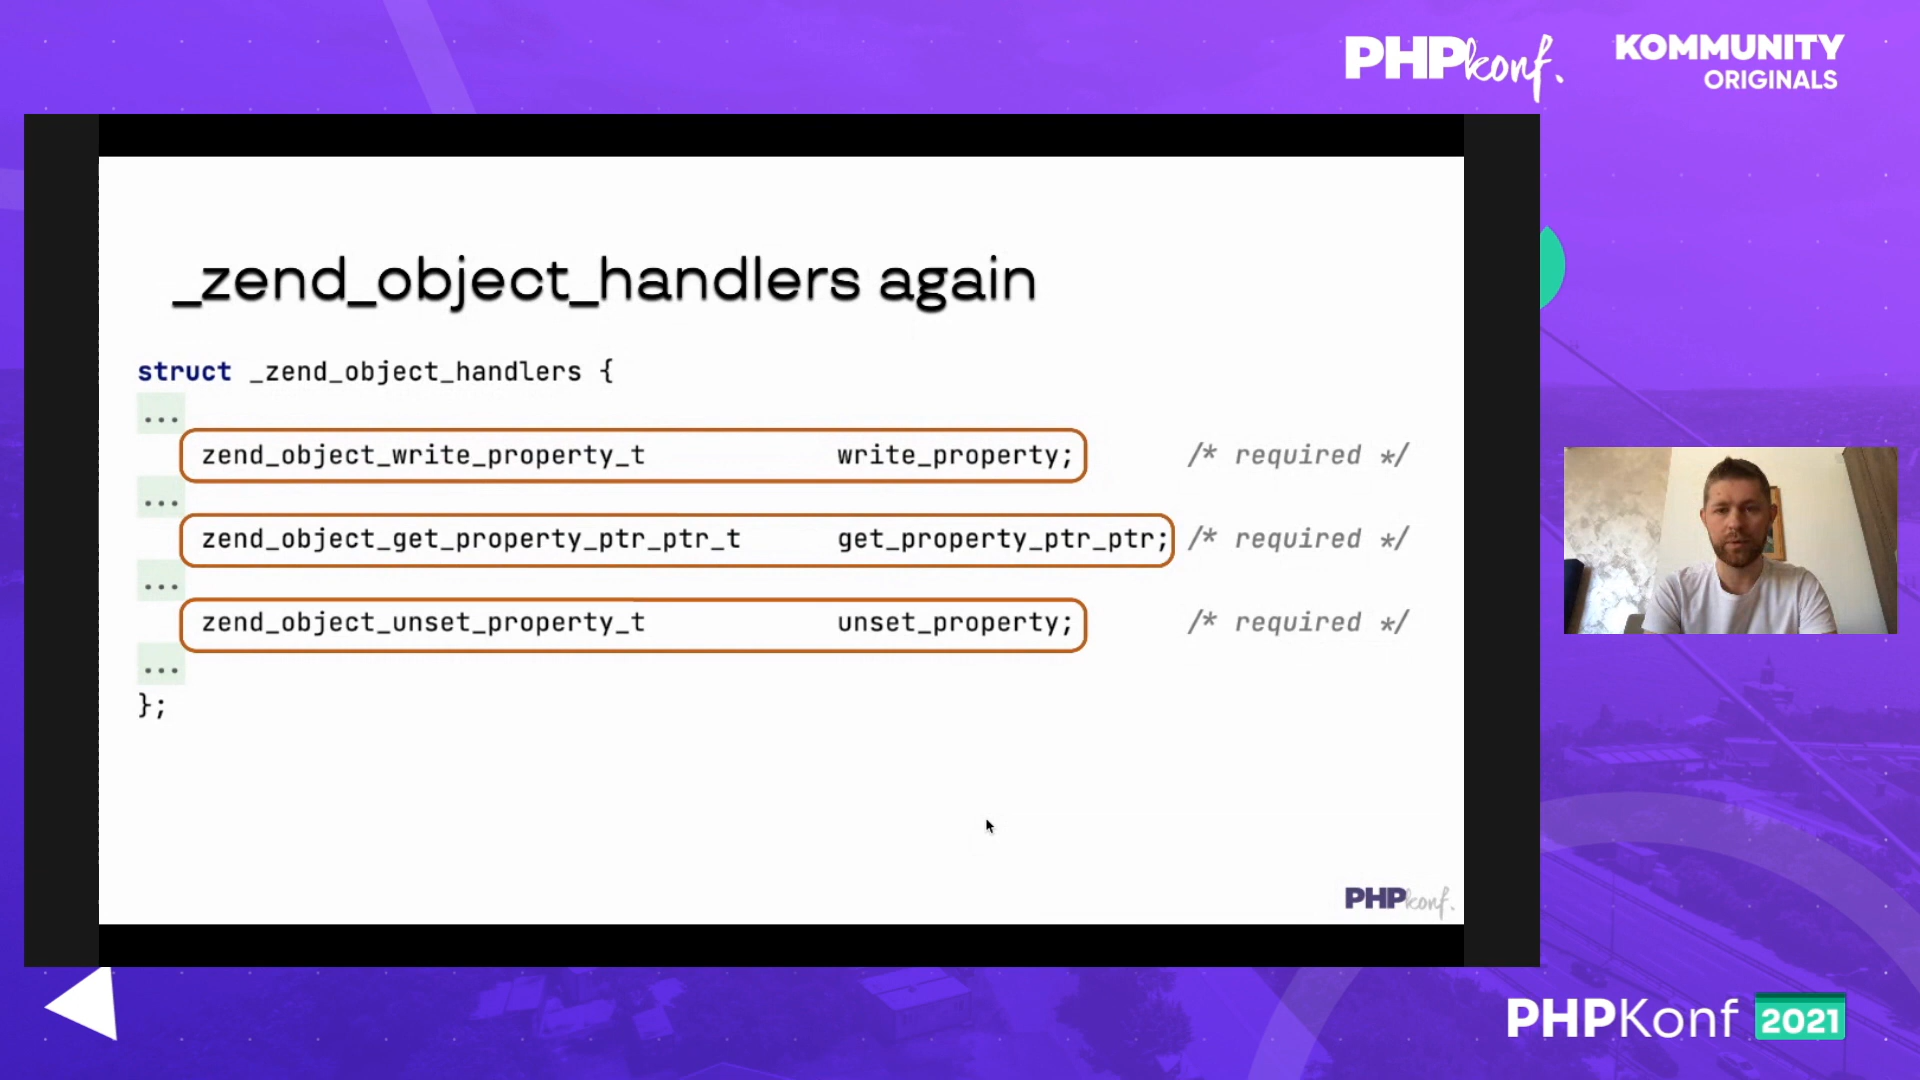 PHPkonf.
KOMMUNITY
ORIGINALS
_zend_object_handlers again
struct _zend_object_handlers {
...
zend_object_write_property_t write_property; /* required */
...
zend_object_get_property_ptr_ptr_t get_property_ptr_ptr; /* required */
...
zend_object_unset_property_t unset_property; /* required */
...
};
PHPkonf.
PHPKonf 2021